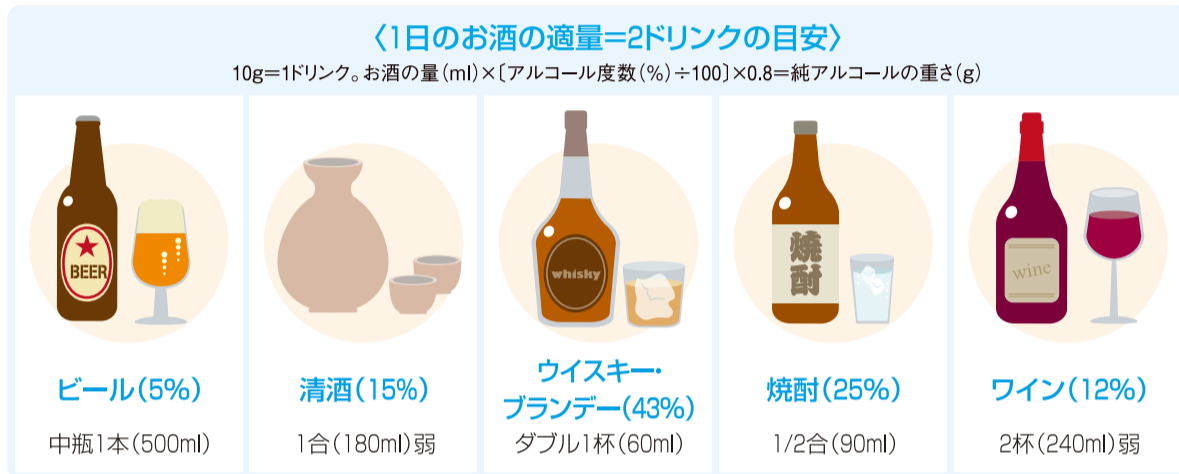 〈1日のお酒の適量=2ドリンクの目安〉
10g=1ドリンク。お酒の量(ml)×〔アルコール度数(%)÷100〕×0.8=純アルコールの重さ(g)
BEER
whisky
焼酎
wine
ビール(5%)
清酒(15%)
ウイスキー・
ブランデー(43%)
焼酎(25%)
ワイン(12%)
中瓶1本(500ml)
1合(180ml)弱
ダブル1杯(60ml)
1/2合(90ml)
2杯(240ml)弱